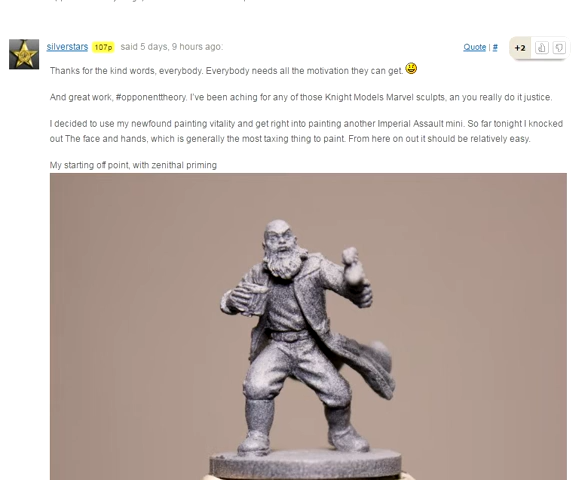 silverstars 107p said 5 days, 9 hours ago: Quote | # +2
Thanks for the kind words, everybody. Everybody needs all the motivation they can get.
And great work, #opponenttheory. I've been aching for any of those Knight Models Marvel sculpts, an you really do it justice.
I decided to use my newfound painting vitality and get right into painting another Imperial Assault mini. So far tonight I knocked
out The face and hands, which is generally the most taxing thing to paint. From here on out it should be relatively easy.
My starting off point, with zenithal priming